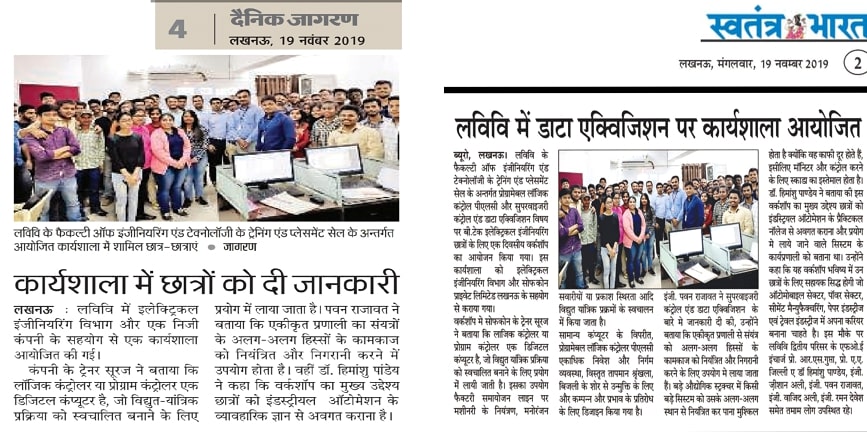 4
दैनिक जागरण
लखनऊ, 19 नवंबर 2019
लविवि के फैकल्टी ऑफ इंजीनियरिंग एंड टेक्नोलॉजी के ट्रेनिंग एंड प्लेसमेंट सेल के अन्तर्गत
आयोजित कार्यशाला में शामिल छात्र-छात्राएं ● जागरण
कार्यशाला में छात्रों को दी जानकारी
लखनऊ : लविवि में इलेक्ट्रिकल
इंजीनियरिंग विभाग और एक निजी
कंपनी के सहयोग से एक कार्यशाला
आयोजित की गई।
कंपनी के ट्रेनर सूरज ने बताया कि
लॉजिक कंट्रोलर या प्रोग्राम कंट्रोलर एक
डिजिटल कंप्यूटर है, जो विद्युत-यांत्रिक
प्रक्रिया को स्वचालित बनाने के लिए
प्रयोग में लाया जाता है। पवन राजावत ने
बताया कि एकीकृत प्रणाली का संयत्रों
के अलग-अलग हिस्सों के कामकाज
को नियंत्रित और निगरानी करने में
उपयोग होता है। वहीं डॉ. हिमांशु पांडेय
ने कहा कि वर्कशॉप का मुख्य उद्देश्य
छात्रों को इंडस्ट्रीयल ऑटोमेशन के
व्यावहारिक ज्ञान से अवगत कराना है।
स्वतंत्र भारत
लखनऊ, मंगलवार, 19 नवम्बर 2019
2
लविवि में डाटा एक्विजिशन पर कार्यशाला आयोजित
ब्यूरो, लखनऊ। लविवि के
फैकल्टी ऑफ इंजीनियरिंग एंड
टेक्नोलॉजी के ट्रेनिंग एंड प्लेसमेंट
सेल के अन्तर्गत प्रोग्रामेबल लॉजिक
कंट्रोल पीएलसी और सुपरवाइजरी
कंट्रोल एंड डाटा एक्विजिशन विषय
पर बी.टेक इलेक्ट्रिकल इंजीनियरिंग
छात्रों के लिए एक दिवसीय वर्कशॉप
का आयोजन किया गया। इस
कार्यशाला को इलेक्ट्रिकल
इंजीनियरिंग विभाग और सोफकोन
प्राइवेट लिमिटेड लखनऊ के सहयोग
से कराया गया।
वर्कशॉप में सोफकोन के ट्रेनर सूरज
ने बताया कि लाजिक कंट्रोलर या
प्रोग्राम कंट्रोलर एक डिजिटल
कंप्यूटर है, जो विद्युत यांत्रिक प्रक्रिया
को स्वचालित बनाने के लिए प्रयोग
में लायी जाती है। इसका उपयोग
फैक्टरी समायोजन लाइन पर
मशीनरी के नियंत्रण, मनोरंजन
सवारीयों या प्रकाश स्थिरता आदि
विद्युत यांत्रिक प्रक्रमों के स्वचालन
में किया जाता है।
सामान्य कंप्यूटर के विपरीत,
प्रोग्रामेबल लॉजिक कंट्रोलर पीएलसी
एकाधिक निवेश और निर्गम
व्यवस्था, विस्तृत तापमान श्रृंखला,
बिजली के शोर से उन्मुक्ति के लिए
और कम्पन और प्रभाव के प्रतिरोध
के लिए डिजाइन किया गया है।
इंजी. पवन राजावत ने सुपरवाइजरी
कंट्रोल एंड डाटा एक्विजिशन के
बारे मे जानकारी दी की, उन्होंने
बताया कि एकीकृत प्रणाली से संयंत्र
के अलग-अलग हिस्सों के
कामकाज को नियंत्रित और निगरानी
करने के लिए उपयोग मे लाया जाता
हैं। बड़े औद्योगिक स्ट्रक्चर में किसी
बड़े सिस्टम को उसके अलग-अलग
स्थान से नियंत्रित कर पाना मुश्किल
होता है क्योंकि वह काफी दूर होते हैं,
इसीलिए मॉनिटर और कंट्रोल करने
के लिए स्काडा का इस्तेमाल होता है।
डॉ. हिमांशु पाण्डेय ने बताया की इस
वर्कशॉप का मुख्य उद्देश्य छात्रों को
इंडस्ट्रियल ऑटोमेशन के प्रैक्टिकल
नॉलेज से अवगत कराना और प्रयोग
मे लाये जाने वाले सिस्टम के
कार्यप्रणाली को बताना था। उन्होंने
कहा कि यह वर्कशॉप भविष्य में उन
छात्रों के लिए सहायक सिद्ध होगी जो
ऑटोमोबाइल सेक्टर, पॉवर सेक्टर,
सीमेंट मैन्युफैक्चरिंग, पेपर इंडस्ट्रीज
एवं ट्रैवल इंडस्ट्रीज में अपना करियर
बनाना चाहते है। इस मौके पर
लविवि द्वितीय परिसर के एफओ.ई
इंचार्ज प्रो. आर.एस.गुप्ता, प्रो. ए.ए.
जिल्ली ए डॉ हिमांशु पाण्डेय, इंजी.
जीशान अली, इंजी. पवन राजावत,
इंजी. वाजिद अली, इंजी. रमन देवेश
समेत तमाम लोग उपस्थित रहे।